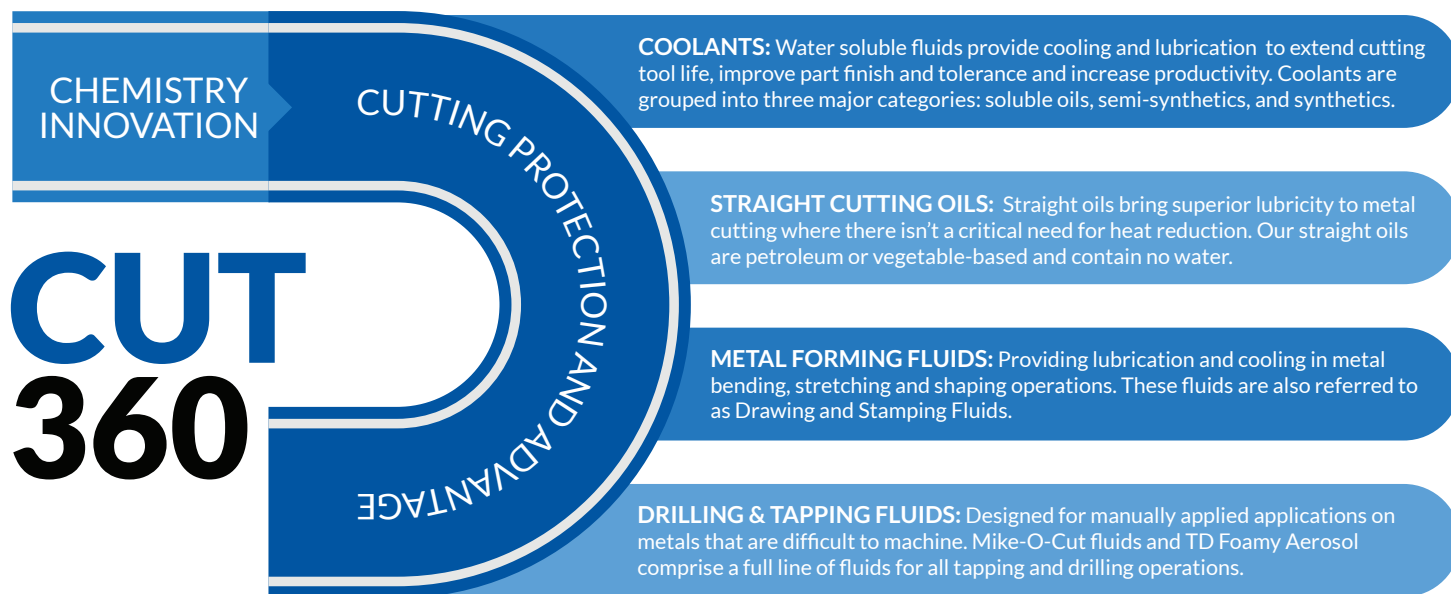 CHEMISTRY
INNOVATION
CUTTING PROTECTION AND ADVANTAGE
CUT
360
COOLANTS: Water soluble fluids provide cooling and lubrication to extend cutting
tool life, improve part finish and tolerance and increase productivity. Coolants are
grouped into three major categories: soluble oils, semi-synthetics, and synthetics.
STRAIGHT CUTTING OILS: Straight oils bring superior lubricity to metal
cutting where there isn’t a critical need for heat reduction. Our straight oils
are petroleum or vegetable-based and contain no water.
METAL FORMING FLUIDS: Providing lubrication and cooling in metal
bending, stretching and shaping operations. These fluids are also referred to
as Drawing and Stamping Fluids.
DRILLING & TAPPING FLUIDS: Designed for manually applied applications on
metals that are difficult to machine. Mike-O-Cut fluids and TD Foamy Aerosol
comprise a full line of fluids for all tapping and drilling operations.